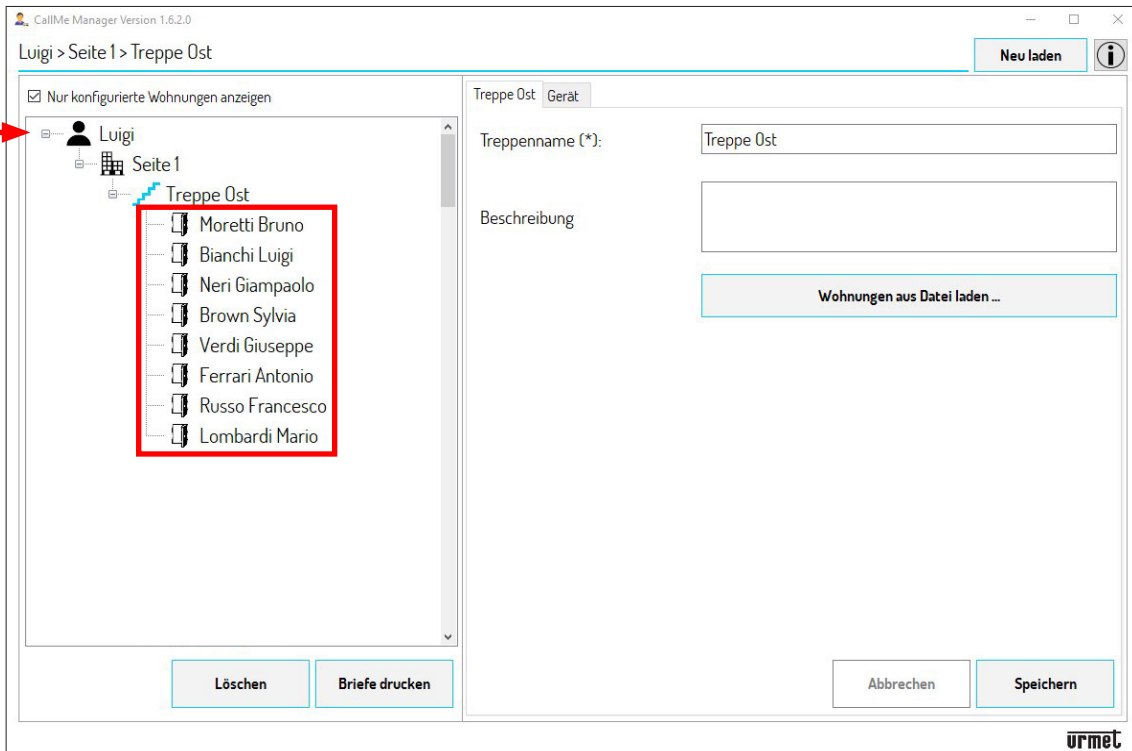 CallMe Manager Version 1.6.2.0
Luigi > Seite 1 > Treppe Ost
Neu laden
Nur konfigurierte Wohnungen anzeigen
Luigi
Seite 1
Treppe Ost
Moretti Bruno
Bianchi Luigi
Neri Giampaolo
Brown Sylvia
Verdi Giuseppe
Ferrari Antonio
Russo Francesco
Lombardi Mario
Löschen
Briefe drucken
Treppe Ost
Gerät
Treppenname (*):
Treppe Ost
Beschreibung
Wohnungen aus Datei laden ...
Abbrechen
Speichern
urmet